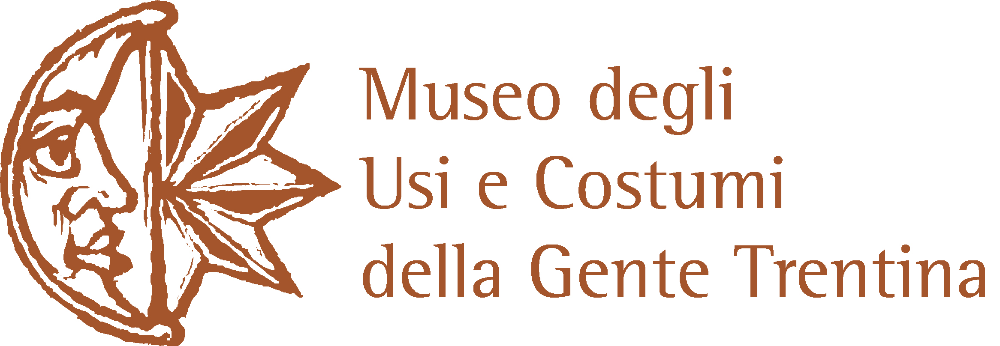 Museo degli
Usi e Costumi
della Gente Trentina